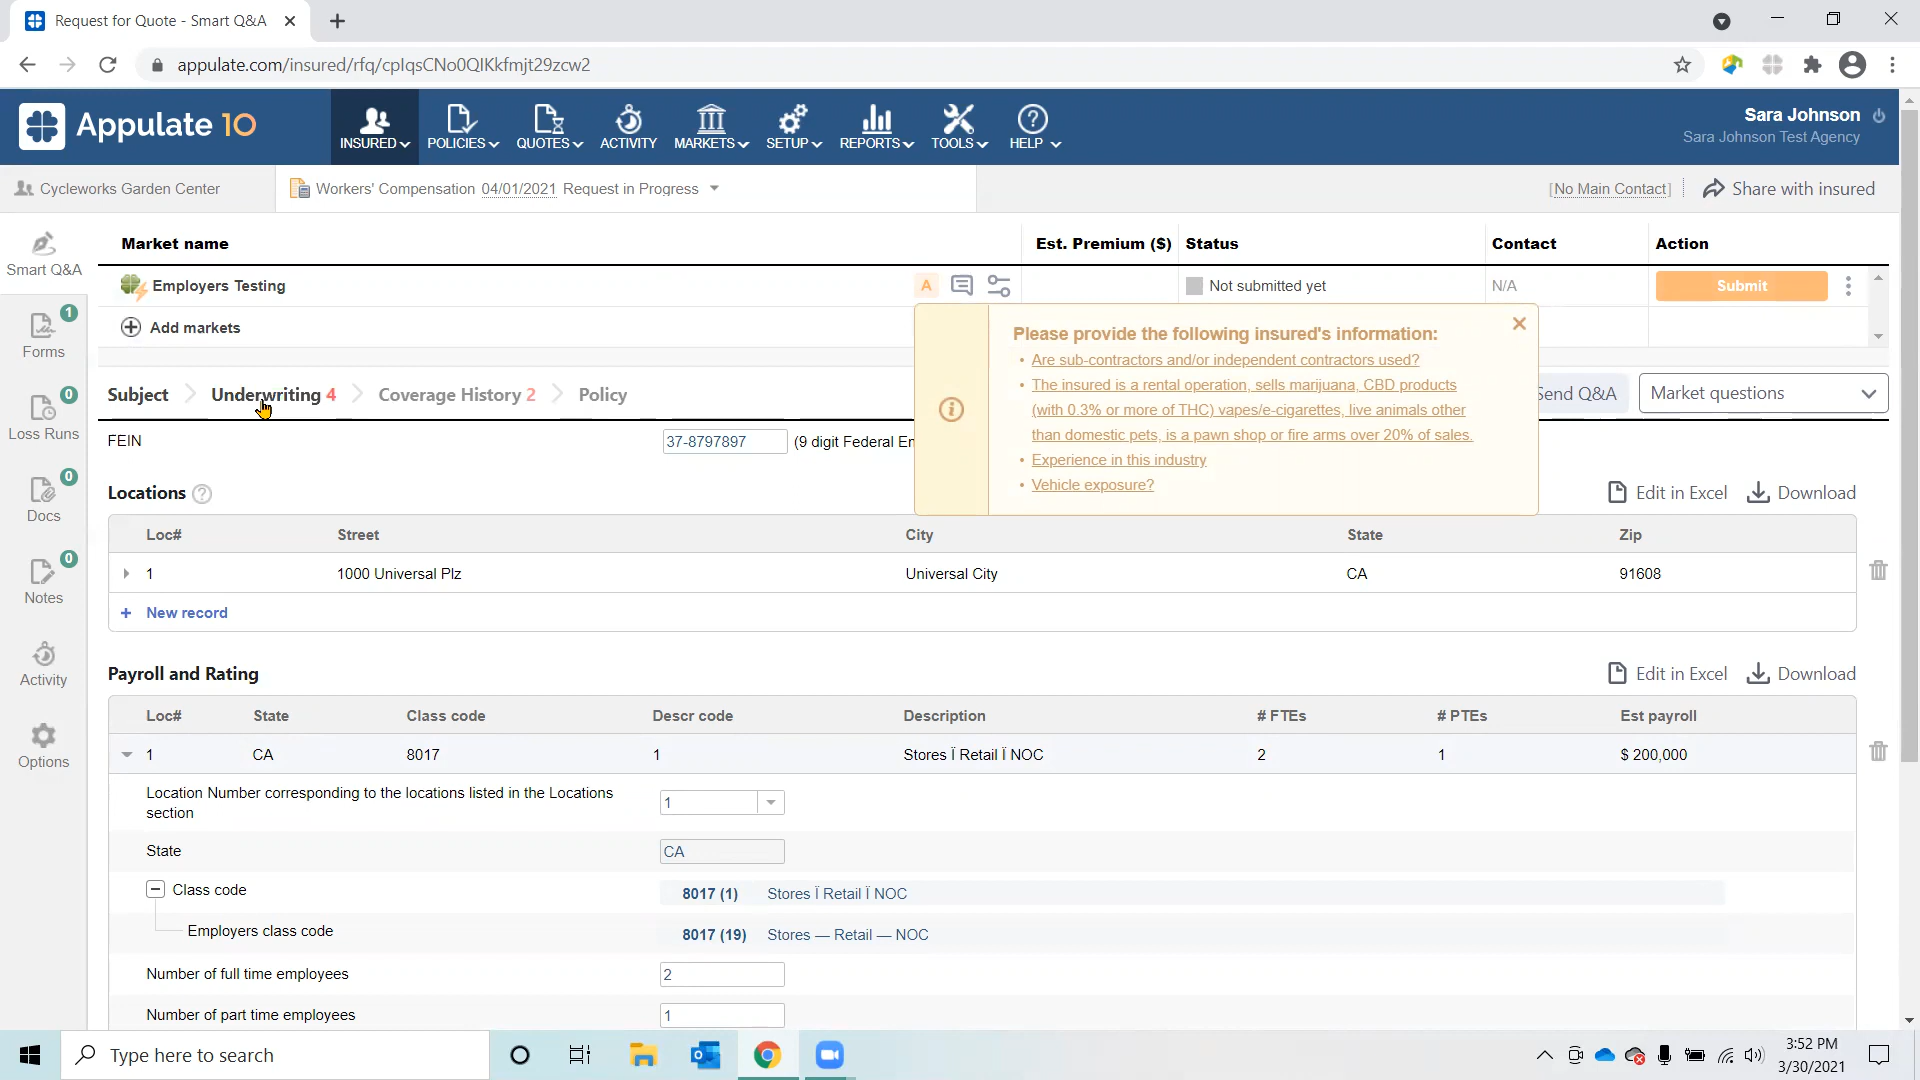 Request for Quote - Smart Q&A
appulate.com/insured/rfq/cplqsCNo0QIKkfmjt29zcw2
Appulate 10
INSURED
POLICIES
QUOTES
ACTIVITY
MARKETS
SETUP
REPORTS
TOOLS
HELP
Sara Johnson
Sara Johnson Test Agency
Cycleworks Garden Center
Workers' Compensation 04/01/2021 Request in Progress
[No Main Contact]
Share with insured
Smart Q&A
1
Forms
0
Loss Runs
0
Docs
0
Notes
Activity
Options
Market name
Est. Premium ($)
Status
Contact
Action
Employers Testing
A
Not submitted yet
N/A
Submit
Add markets
Please provide the following insured's information:
• Are sub-contractors and/or independent contractors used?
• The insured is a rental operation, sells marijuana, CBD products
(with 0.3% or more of THC) vapes/e-cigarettes, live animals other
than domestic pets, is a pawn shop or fire arms over 20% of sales.
• Experience in this industry
• Vehicle exposure?
Subject
Underwriting 4
Coverage History 2
Policy
Send Q&A
Market questions
FEIN
37-8797897
(9 digit Federal En
Locations
Edit in Excel
Download
Loc#
Street
City
State
Zip
1
1000 Universal Plz
Universal City
CA
91608
+ New record
Payroll and Rating
Edit in Excel
Download
Loc#
State
Class code
Descr code
Description
# FTEs
# PTEs
Est payroll
1
CA
8017
1
Stores Ï Retail Ï NOC
2
1
$ 200,000
Location Number corresponding to the locations listed in the Locations
section
1
State
CA
Class code
8017 (1) Stores Ï Retail Ï NOC
Employers class code
8017 (19) Stores — Retail — NOC
Number of full time employees
2
Number of part time employees
1
Type here to search
3:52 PM
3/30/2021